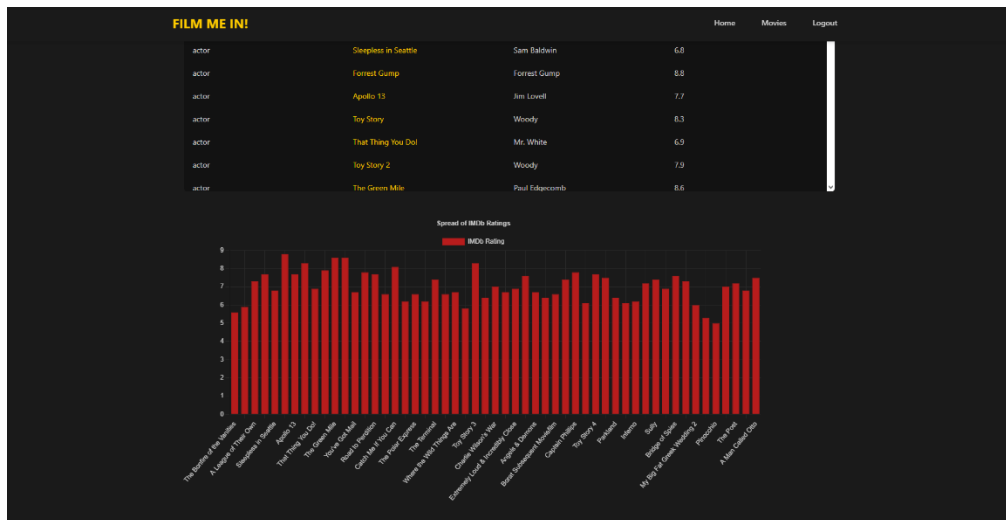 FILM ME IN! Home Movies Logout
actor Sleepless in Seattle Sam Baldwin 6.8
actor Forrest Gump Forrest Gump 8.8
actor Apollo 13 Jim Lovell 7.7
actor Toy Story Woody 8.3
actor That Thing You Do! Mr. White 6.9
actor Toy Story 2 Woody 7.9
actor The Green Mile Paul Edgecomb 8.6
Spread of IMDb Ratings
IMDb Rating
9
8
7
6
5
4
3
2
1
0
The Bonfire of the Vanities
A League of Their Own
Sleepless in Seattle
Apollo 13
That Thing You Do!
The Green Mile
You've Got Mail
Road to Perdition
Catch Me If You Can
The Polar Express
The Terminal
Where the Wild Things Are
Toy Story 3
Charlie Wilson's War
Extremely Loud & Incredibly Close
Angels & Demons
Borat Subsequent Moviefilm
Captain Phillips
Toy Story 4
Parkland
Inferno
Sully
Bridge of Spies
My Big Fat Greek Wedding 2
Pinocchio
The Post
A Man Called Otto